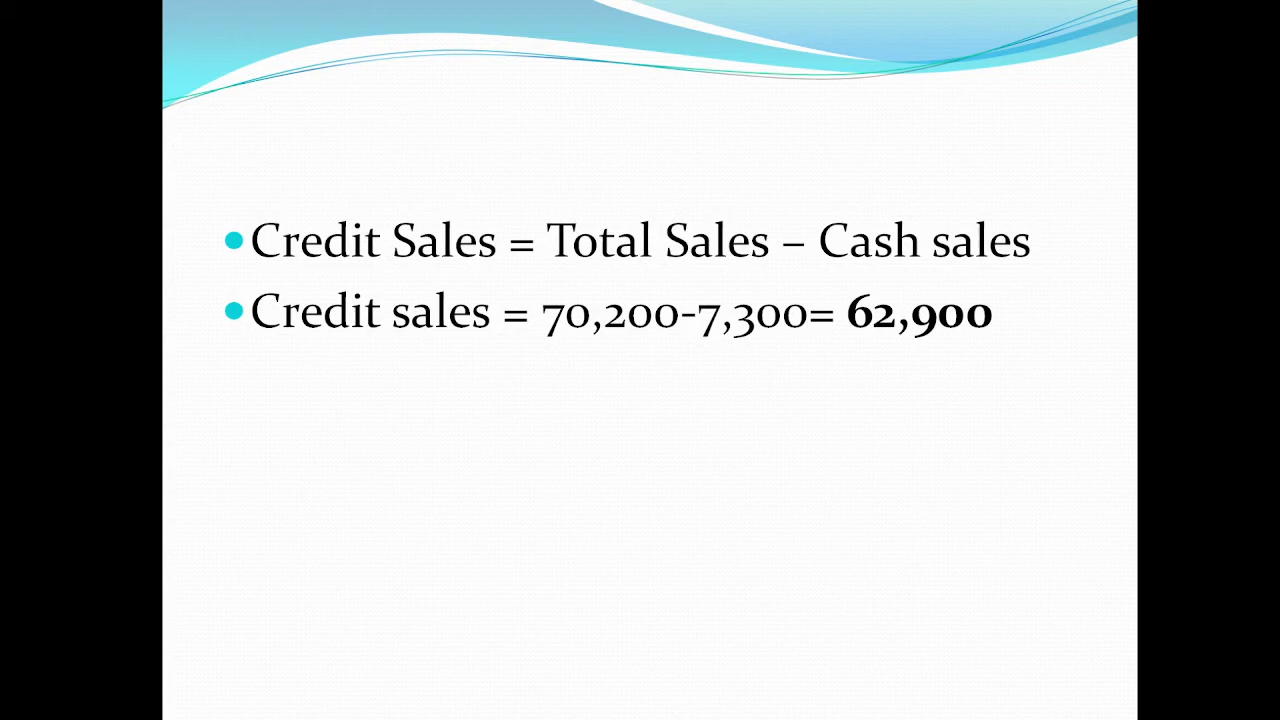 •Credit Sales = Total Sales – Cash sales
•Credit sales = 70,200-7,300= 62,900